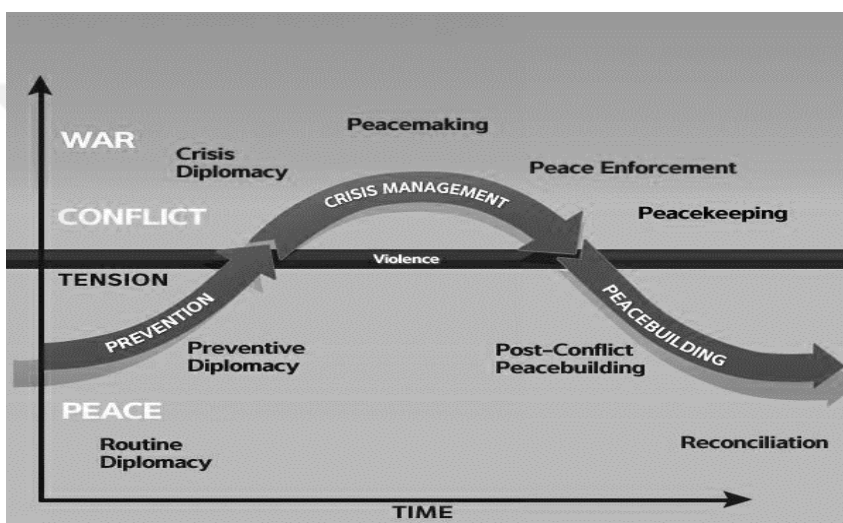 Peacemaking
WAR
Crisis
Diplomacy
Peace Enforcement
CRISIS MANAGEMENT
CONFLICT
Peacekeeping
Violence
TENSION
PREVENTION
PEACEBUILDING
Preventive
Diplomacy
Post-Conflict
Peacebuilding
PEACE
Routine
Diplomacy
Reconciliation
TIME